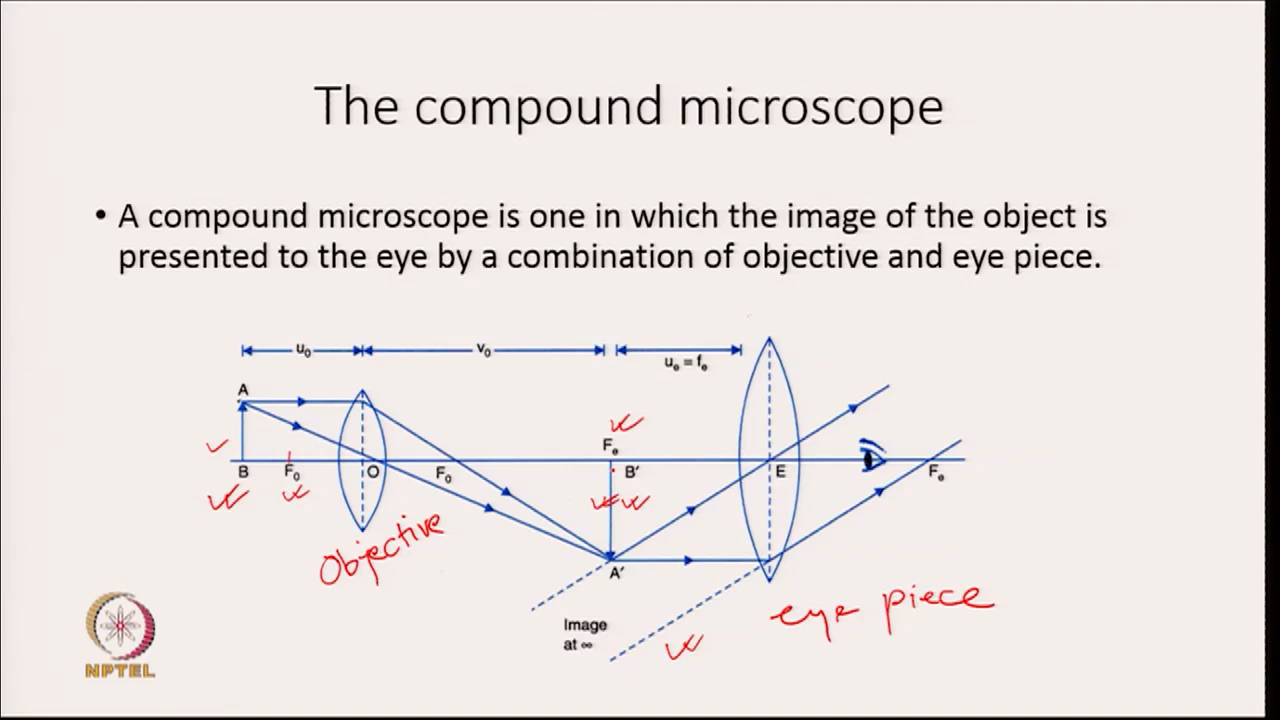 The compound microscope
• A compound microscope is one in which the image of the object is
presented to the eye by a combination of objective and eye piece.
u₀ v₀ uₑ = fₑ
A
Fₑ
B F₀ O F₀ B' E Fₑ
Objective
A'
eye piece
Image
at ∞
NPTEL